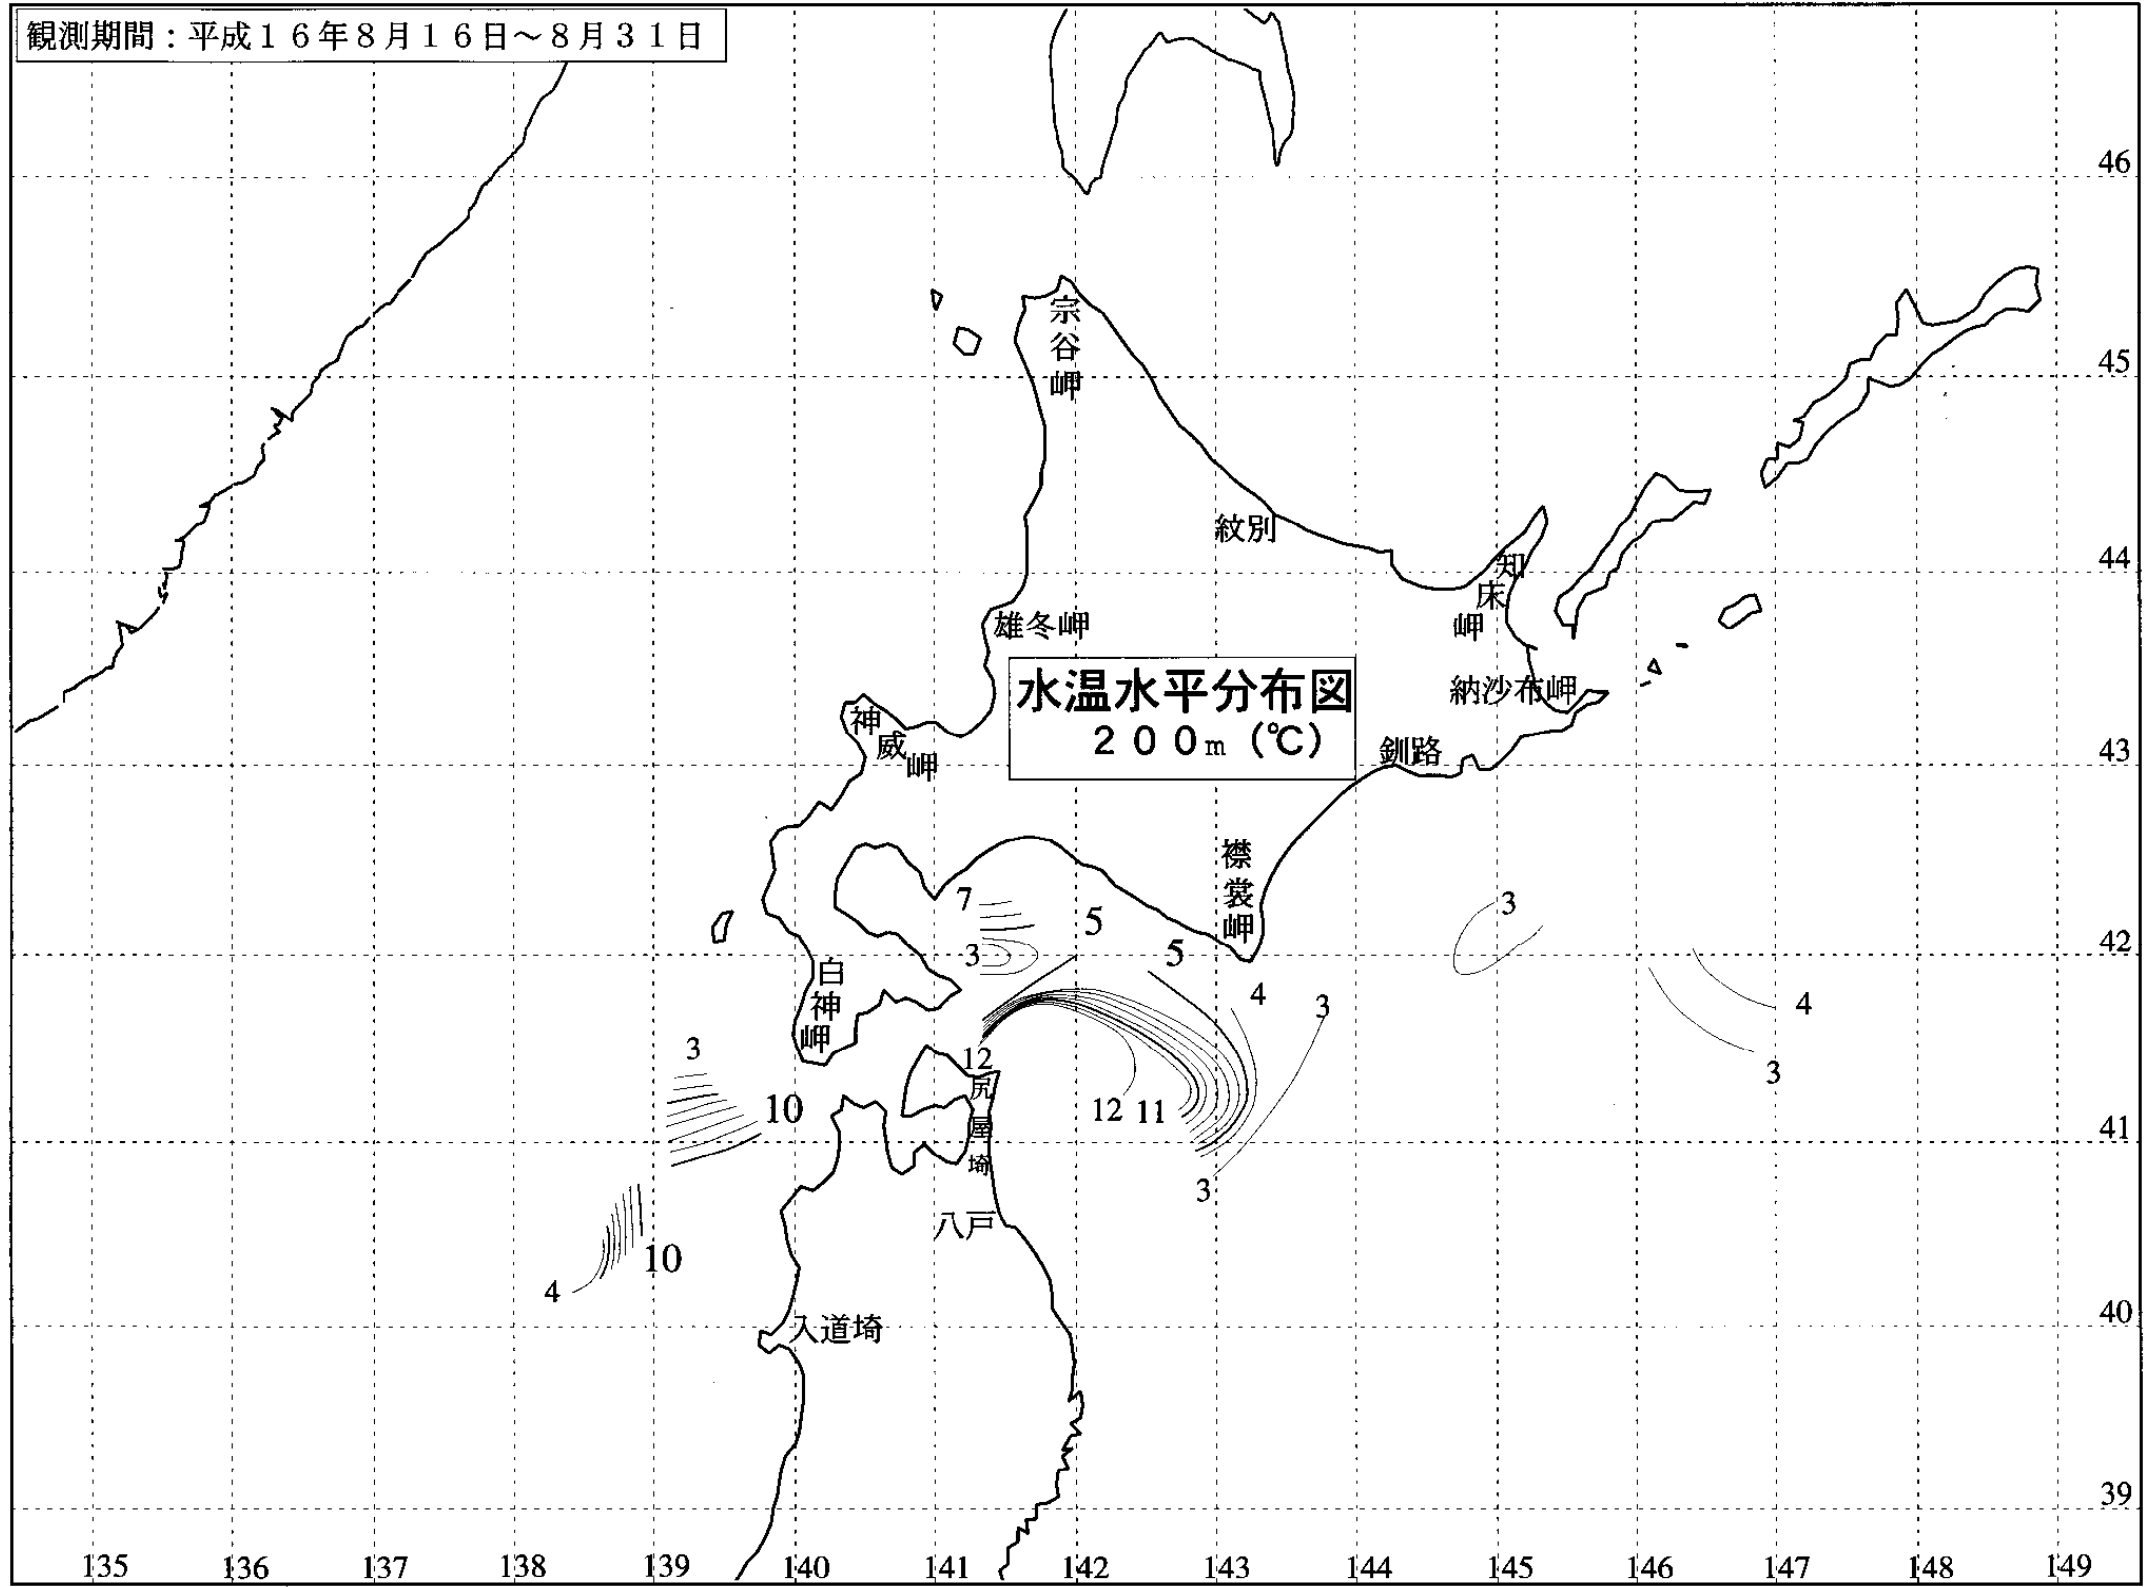 観測期間：平成１６年８月１６日～８月３１日
46
宗谷岬
45
紋別
44
知床岬
雄冬岬
水温水平分布図
２００ｍ（℃）
納沙布岬
神威岬
釧路
43
襟裳岬
7
3
5
42
3
5
白神岬
4
3
4
3
12
3
尻屋埼
10
12
11
41
3
八戸
10
4
入道埼
40
39
135
136
137
138
139
140
141
142
143
144
145
146
147
148
149